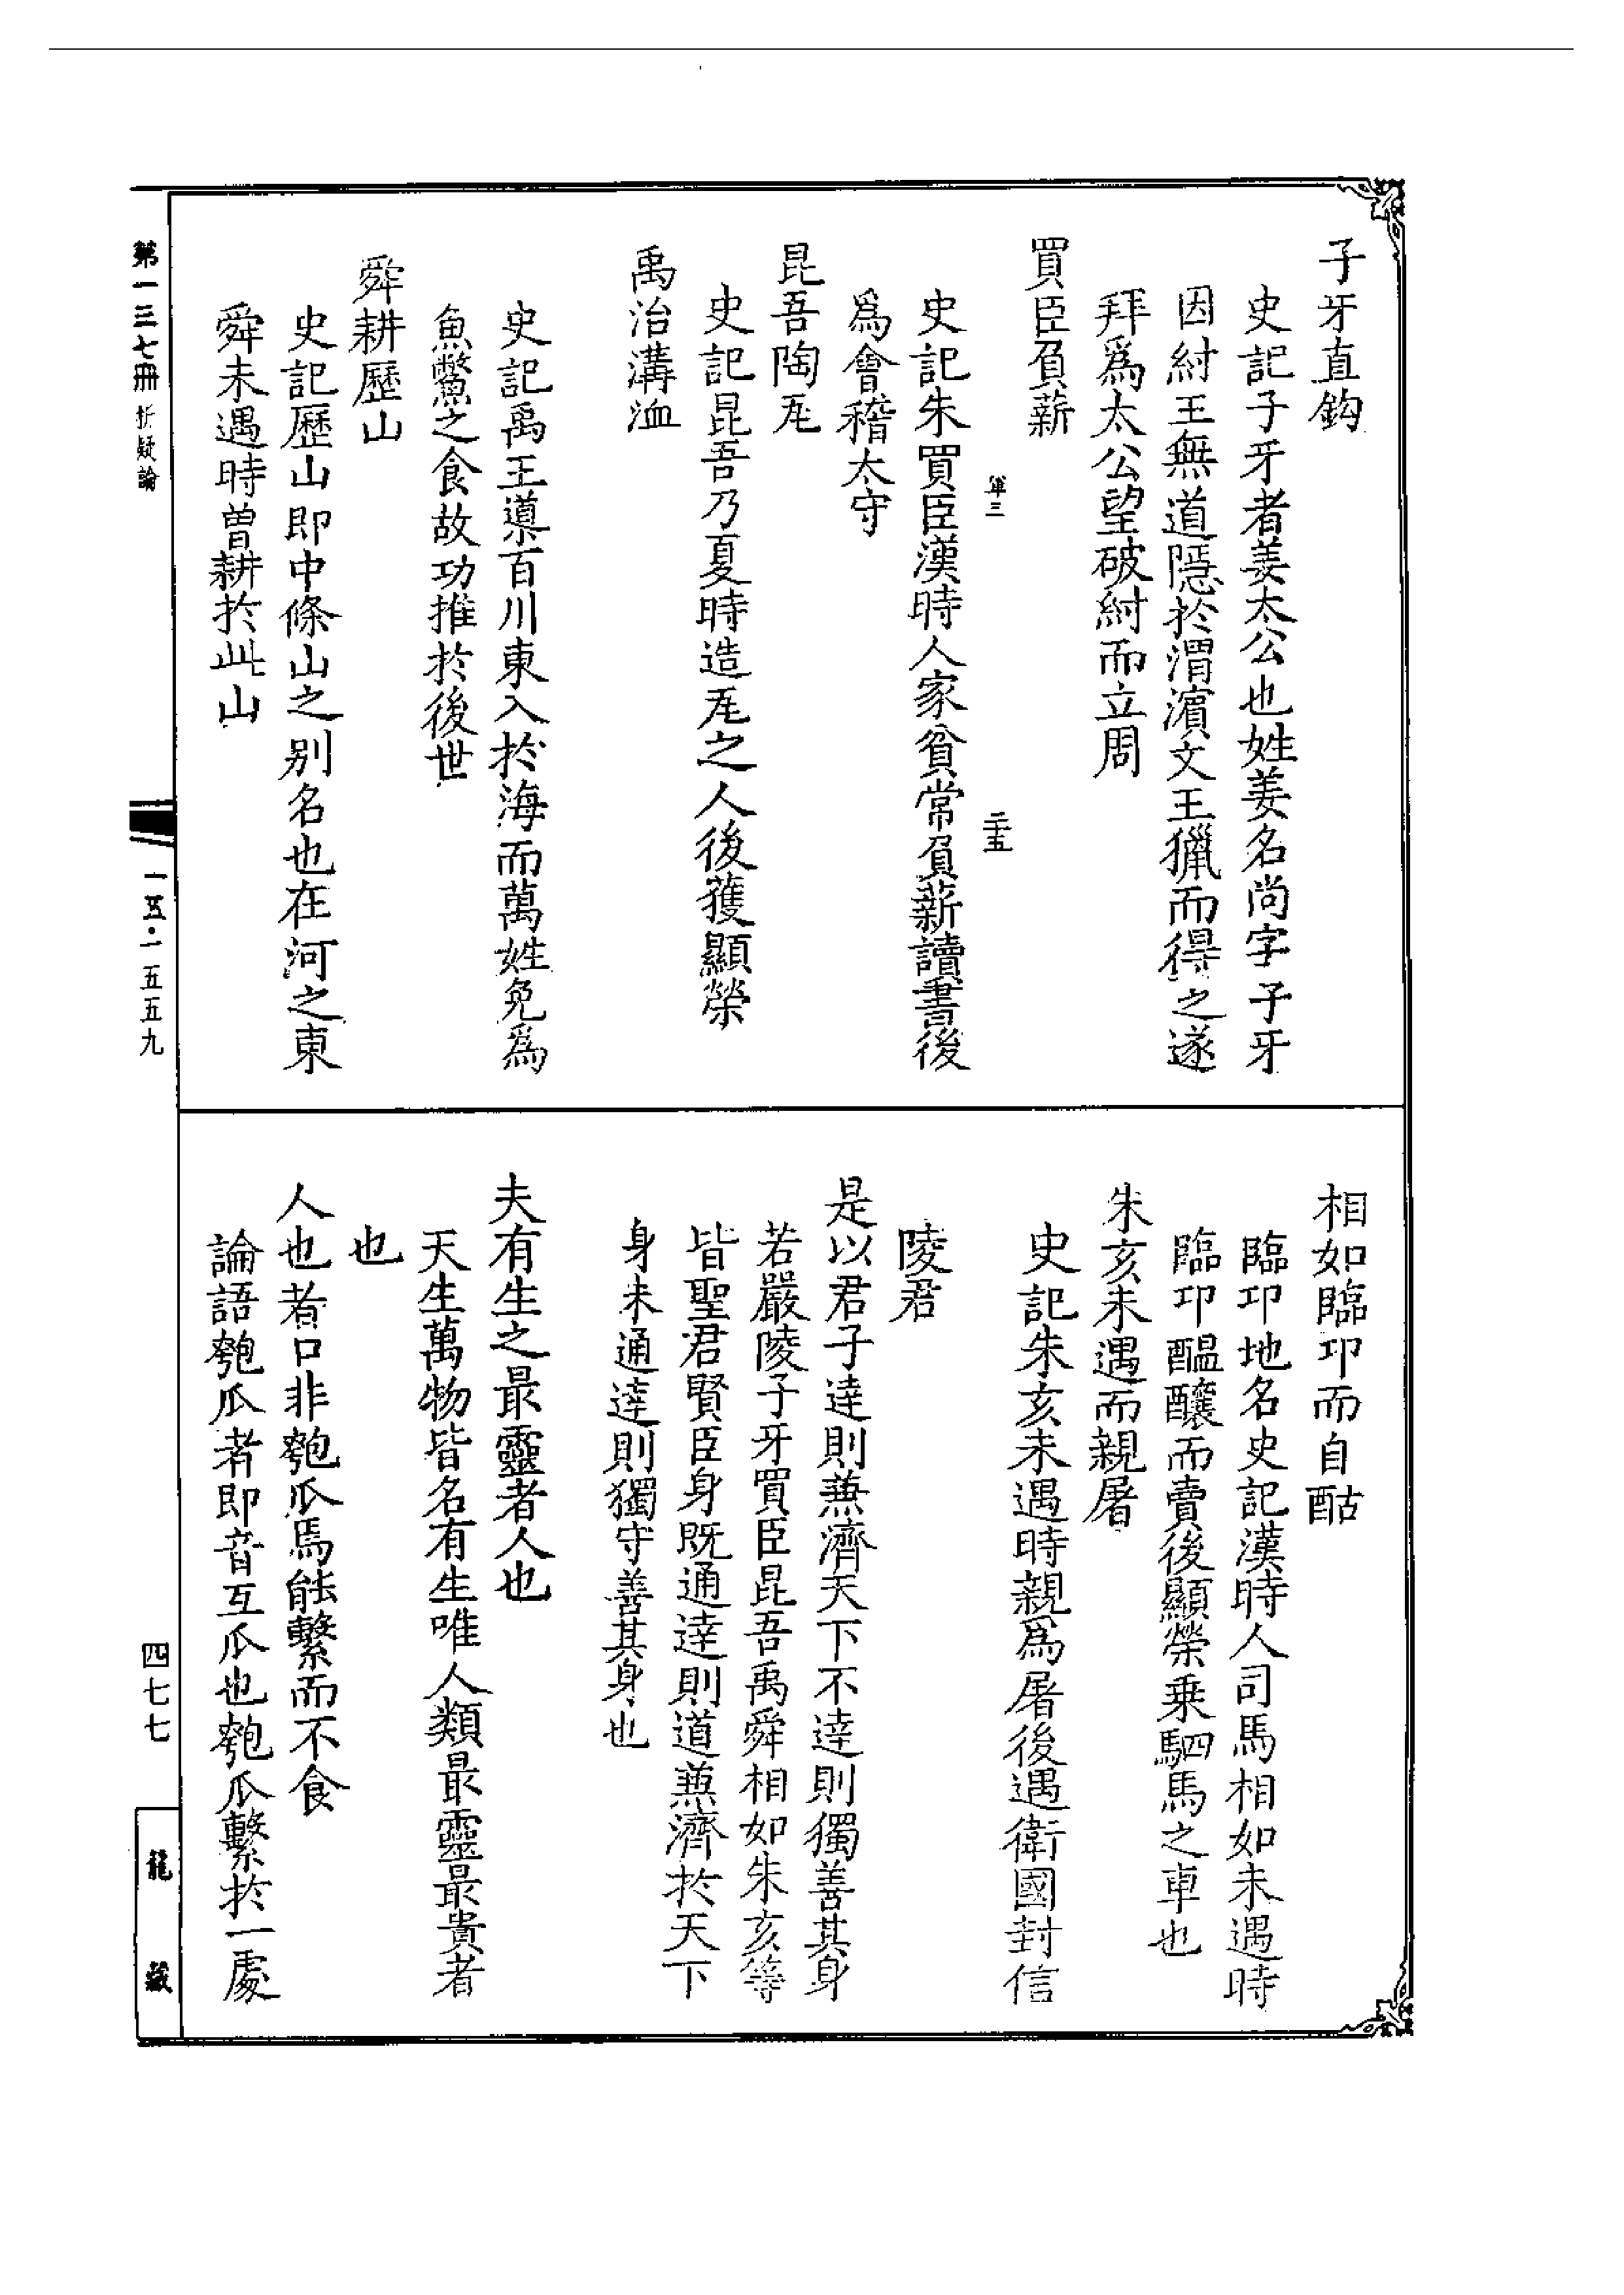 子牙直鈎
史記子牙者姜太公也姓姜名尚字子牙
因紂王無道隱於渭濵文王獵而得之遂
拜爲太公望破紂而立周
買臣負薪
軍三
二十五
史記朱買臣漢時人家貧常負薪讀書後
爲會稽太守
昆吾陶瓦
史記昆吾乃夏時造瓦之人後獲顯榮
禹治溝洫
史記禹王導百川東入於海而萬姓免爲
魚鱉之食故功推於後世
舜耕歷山
史記歷山即中條山之别名也在河之東
舜未遇時曽耕於此山
相如臨卭而自酤
臨卭地名史記漢時人司馬相如未遇時
臨卭醖釀而賣後顯榮乗駟馬之車也
朱亥未遇而親屠
史記朱亥未遇時親爲屠後遇衛國封信
陵君
是以君子達則兼濟天下不達則獨善其身
若嚴陵子牙買臣昆吾禹舜相如朱亥等
皆聖君賢臣身既通達則道兼濟於天下
身未通達則獨守善其身也
夫有生之最靈者人也
天生萬物皆名有生唯人類最靈最貴者
也
人也者口非匏瓜焉能繫而不食
論語匏瓜者即音互瓜也匏瓜繫於一處
第一三七冊 折疑論
一五·一五五九
四七七
龍藏